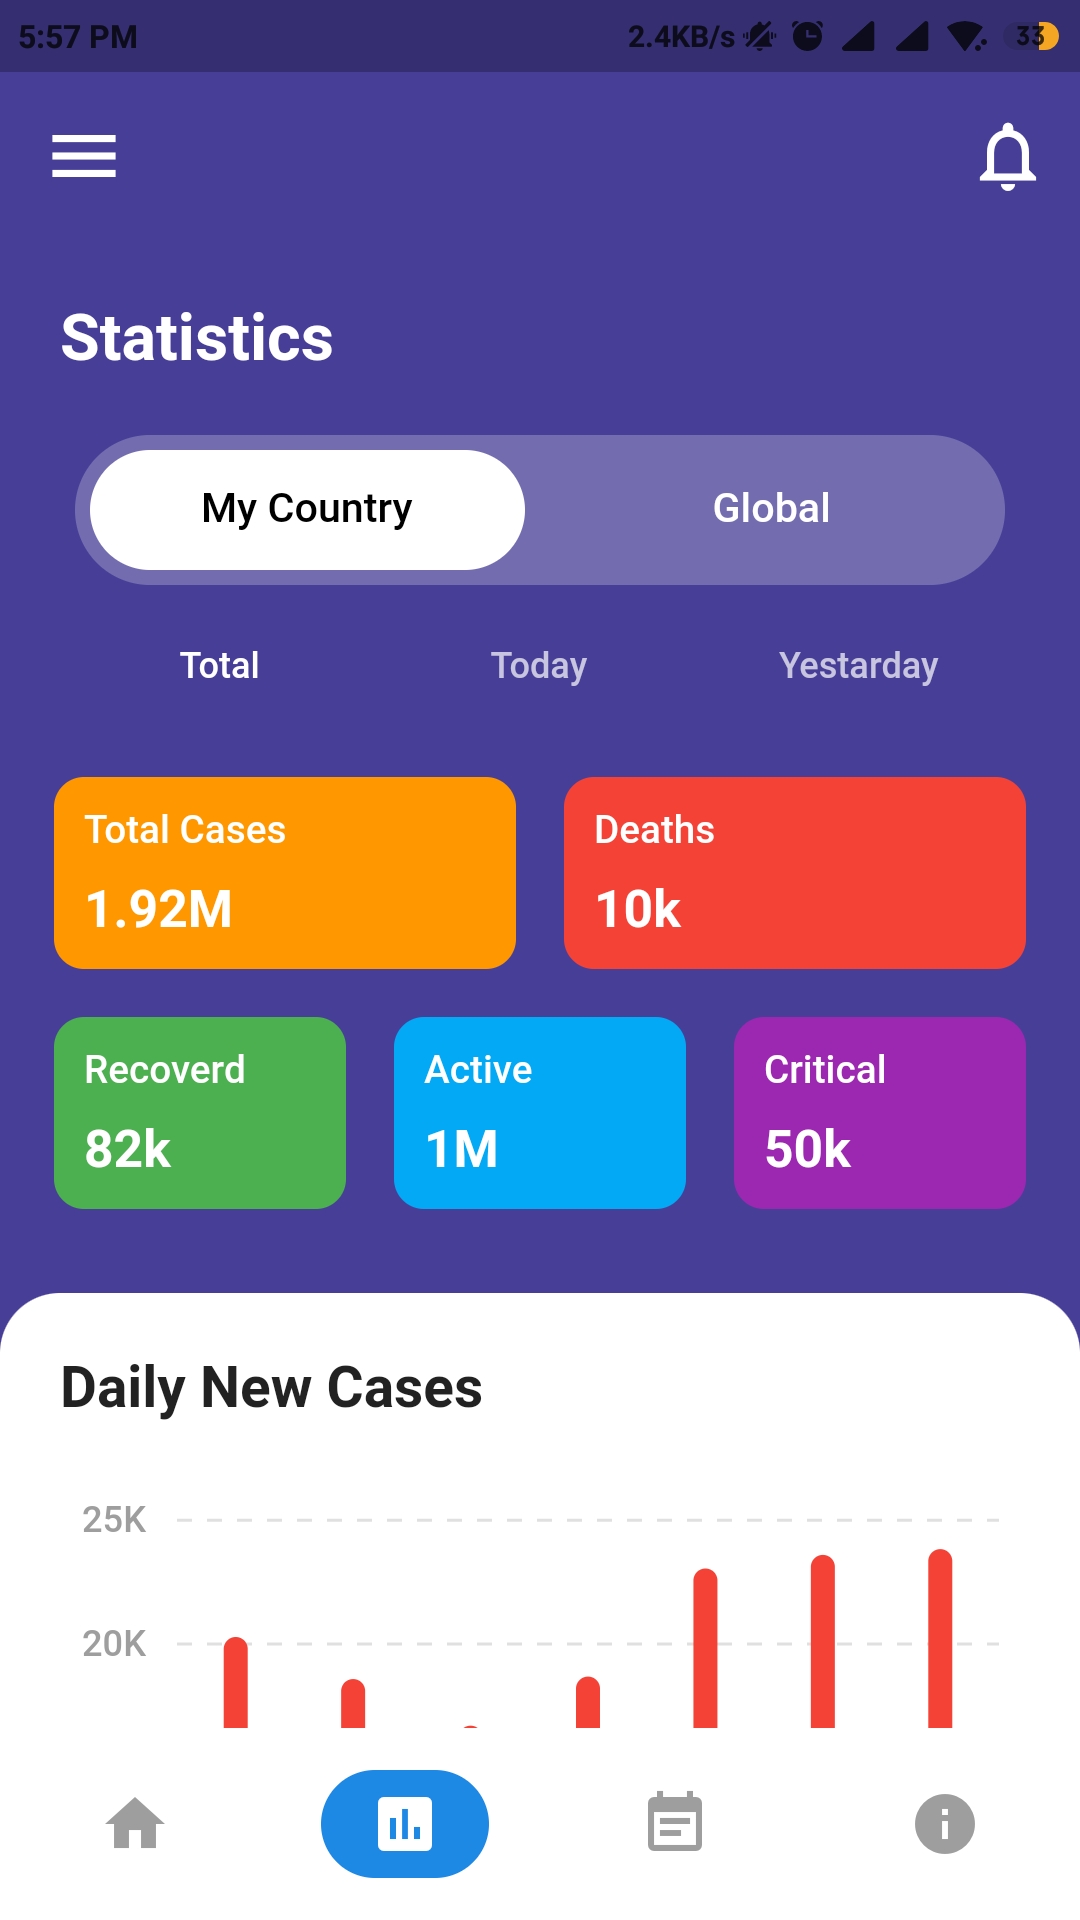 5:57 PM 2.4KB/s 33
Statistics
My Country Global
Total Today Yestarday
Total Cases Deaths
1.92M 10k
Recoverd Active Critical
82k 1M 50k
Daily New Cases
25K
20K